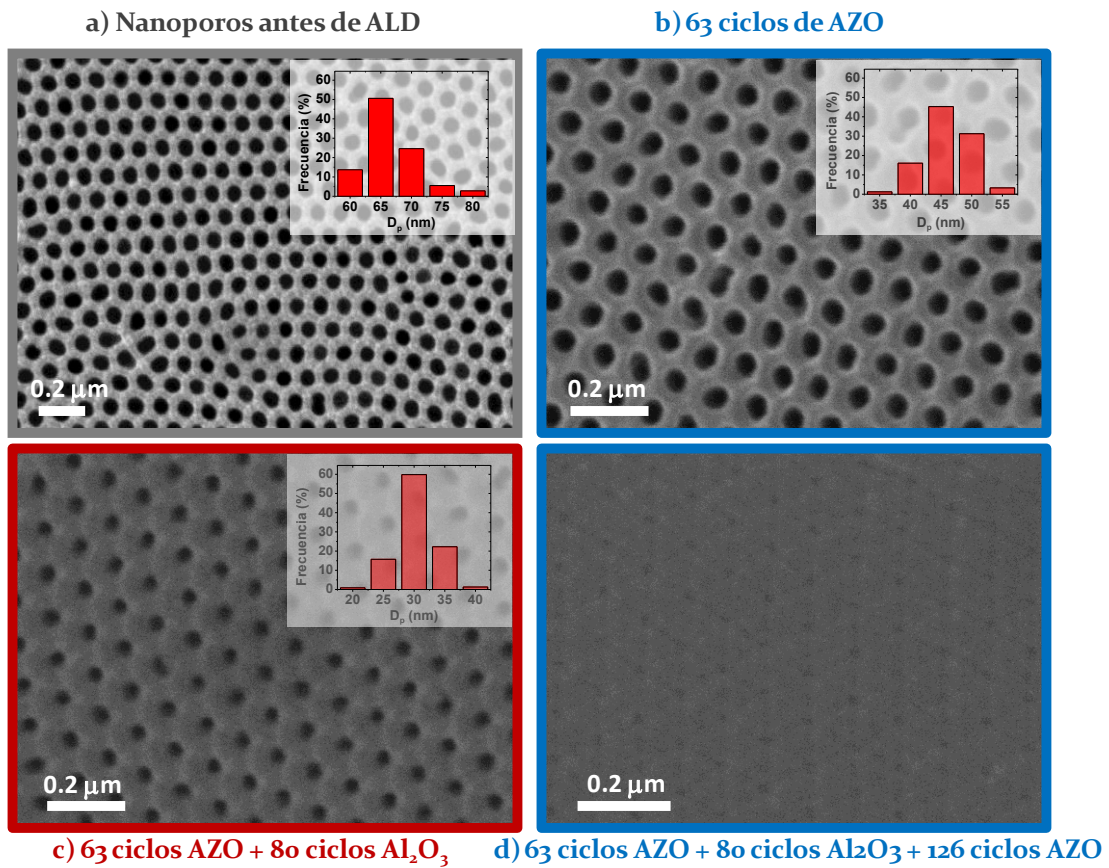 a) Nanoporos antes de ALD
b) 63 ciclos de AZO
Frecuencia (%)
60
50
40
30
20
10
0
60 65 70 75 80
Dₚ (nm)
0.2 μm
Frecuencia (%)
60
50
40
30
20
10
0
35 40 45 50 55
Dₚ (nm)
0.2 μm
Frecuencia (%)
60
50
40
30
20
10
0
20 25 30 35 40
Dₚ (nm)
0.2 μm
0.2 μm
c) 63 ciclos AZO + 80 ciclos Al₂O₃
d) 63 ciclos AZO + 80 ciclos Al2O3 + 126 ciclos AZO